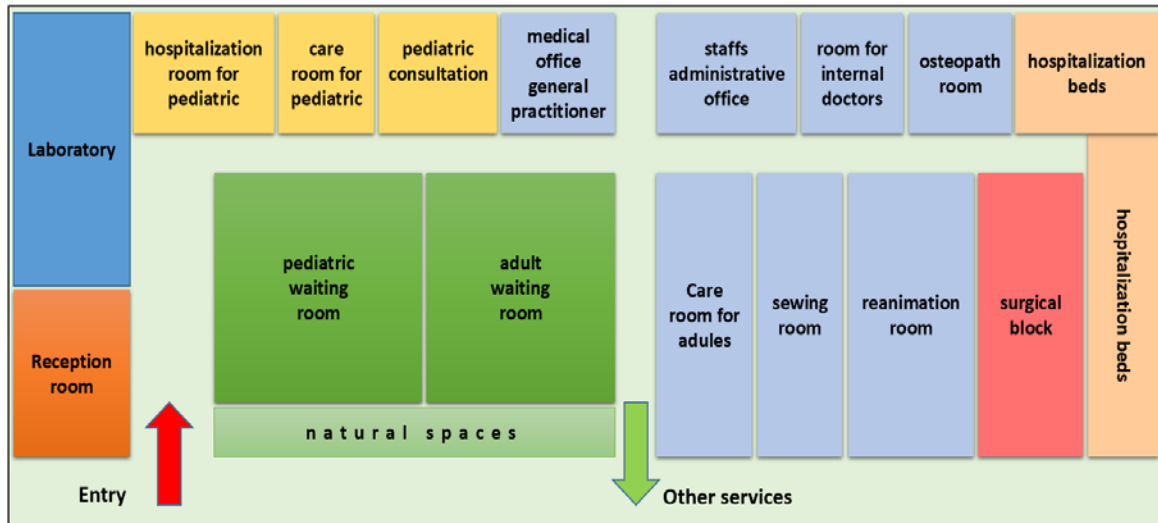 Laboratory
hospitalization
room for
pediatric
care
room for
pediatric
pediatric
consultation
medical
office
general
practitioner
staffs
administrative
office
room for
internal
doctors
osteopath
room
hospitalization
beds
Reception
room
pediatric
waiting
room
adult
waiting
room
natural spaces
Care
room for
adules
sewing
room
reanimation
room
surgical
block
hospitalization beds
Entry
Other services